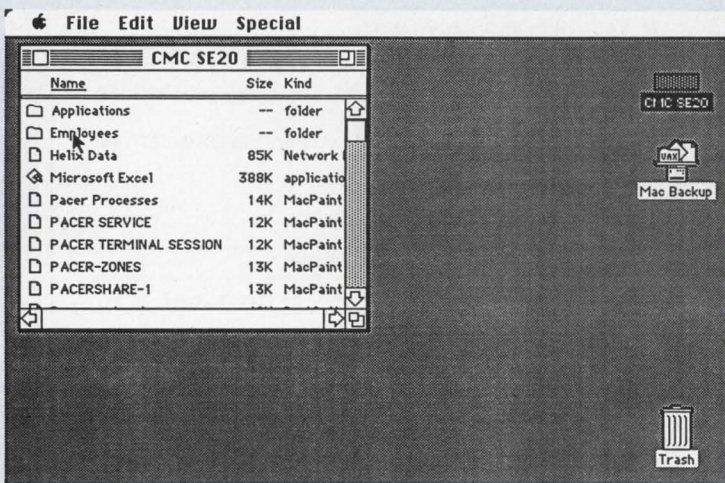 File Edit View Special
CMC SE20
Name Size Kind
Applications -- folder
Employees -- folder
Helix Data 85K Network
Microsoft Excel 388K applicatio
Pacer Processes 14K MacPaint
PACER SERVICE 12K MacPaint
PACER TERMINAL SESSION 12K MacPaint
PACER-ZONES 13K MacPaint
PACERSHARE-1 13K MacPaint
CMC SE20
VAX
Mac Backup
Trash